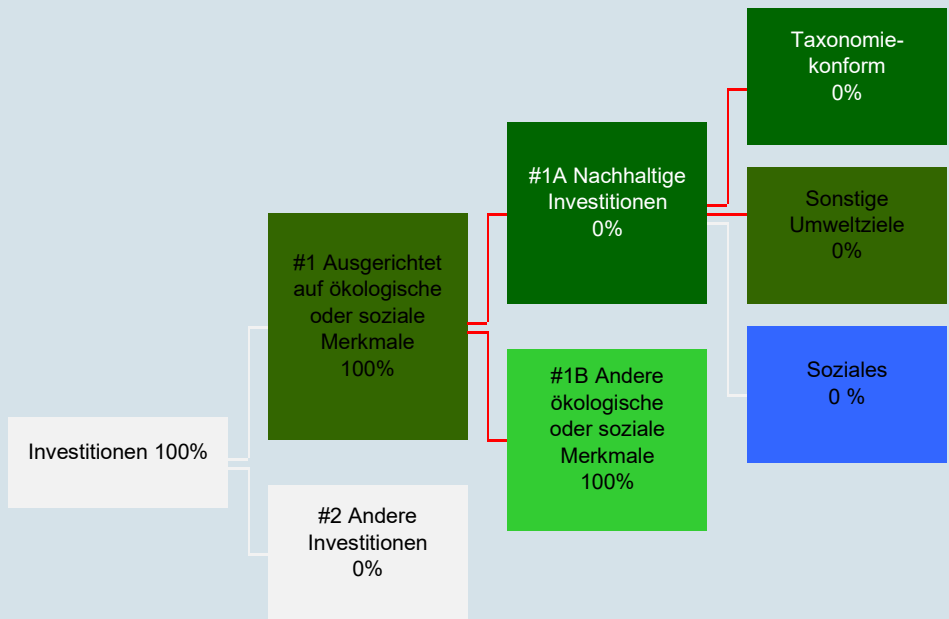 Investitionen 100%
#1 Ausgerichtet
auf ökologische
oder soziale
Merkmale
100%
#2 Andere
Investitionen
0%
#1A Nachhaltige
Investitionen
0%
#1B Andere
ökologische
oder soziale
Merkmale
100%
Taxonomie-
konform
0%
Sonstige
Umweltziele
0%
Soziales
0 %